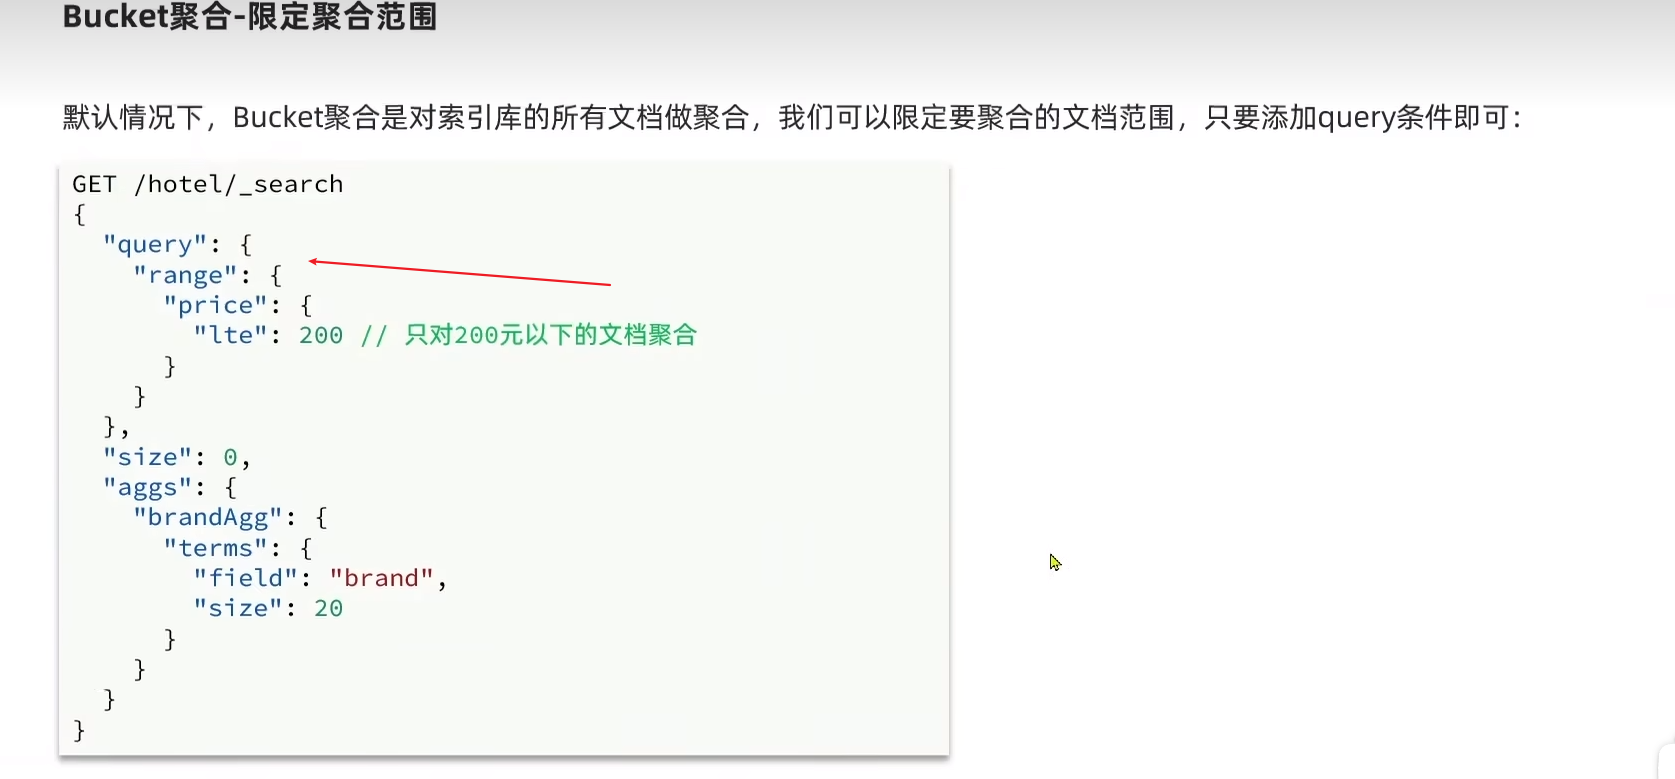 Bucket聚合-限定聚合范围
默认情况下，Bucket聚合是对索引库的所有文档做聚合，我们可以限定要聚合的文档范围，只要添加query条件即可：
GET /hotel/_search
{
  "query": {
    "range": {
      "price": {
        "lte": 200 // 只对200元以下的文档聚合
      }
    }
  },
  "size": 0,
  "aggs": {
    "brandAgg": {
      "terms": {
        "field": "brand",
        "size": 20
      }
    }
  }
}